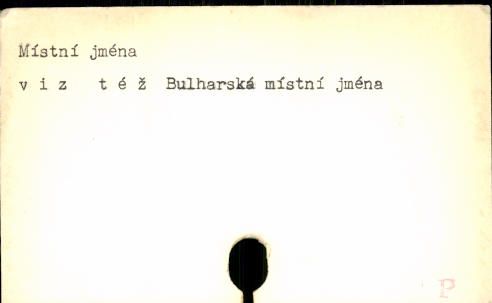 Místní jména
v i z   t é ž   Bulharská místní jména
P